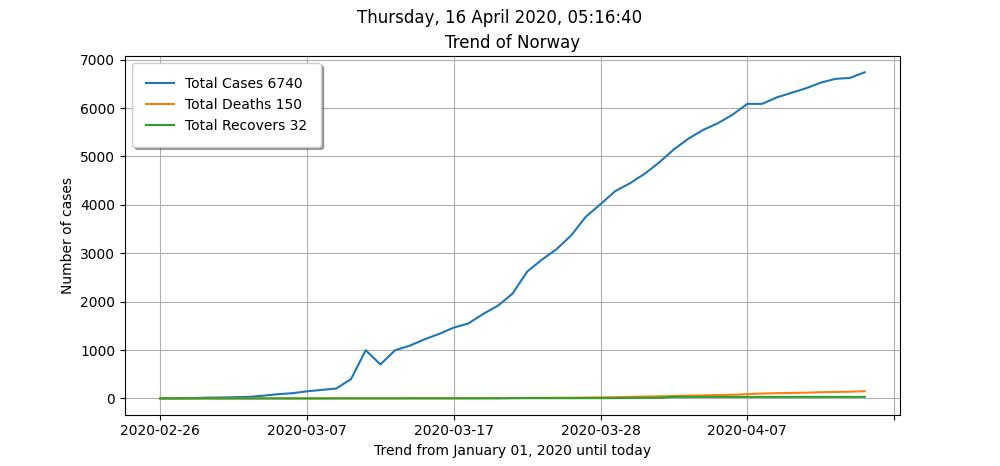 Thursday, 16 April 2020, 05:16:40
Trend of Norway
Total Cases 6740
Total Deaths 150
Total Recovers 32
7000
6000
5000
4000
3000
2000
1000
0
Number of cases
2020-02-26
2020-03-07
2020-03-17
2020-03-28
2020-04-07
Trend from January 01, 2020 until today